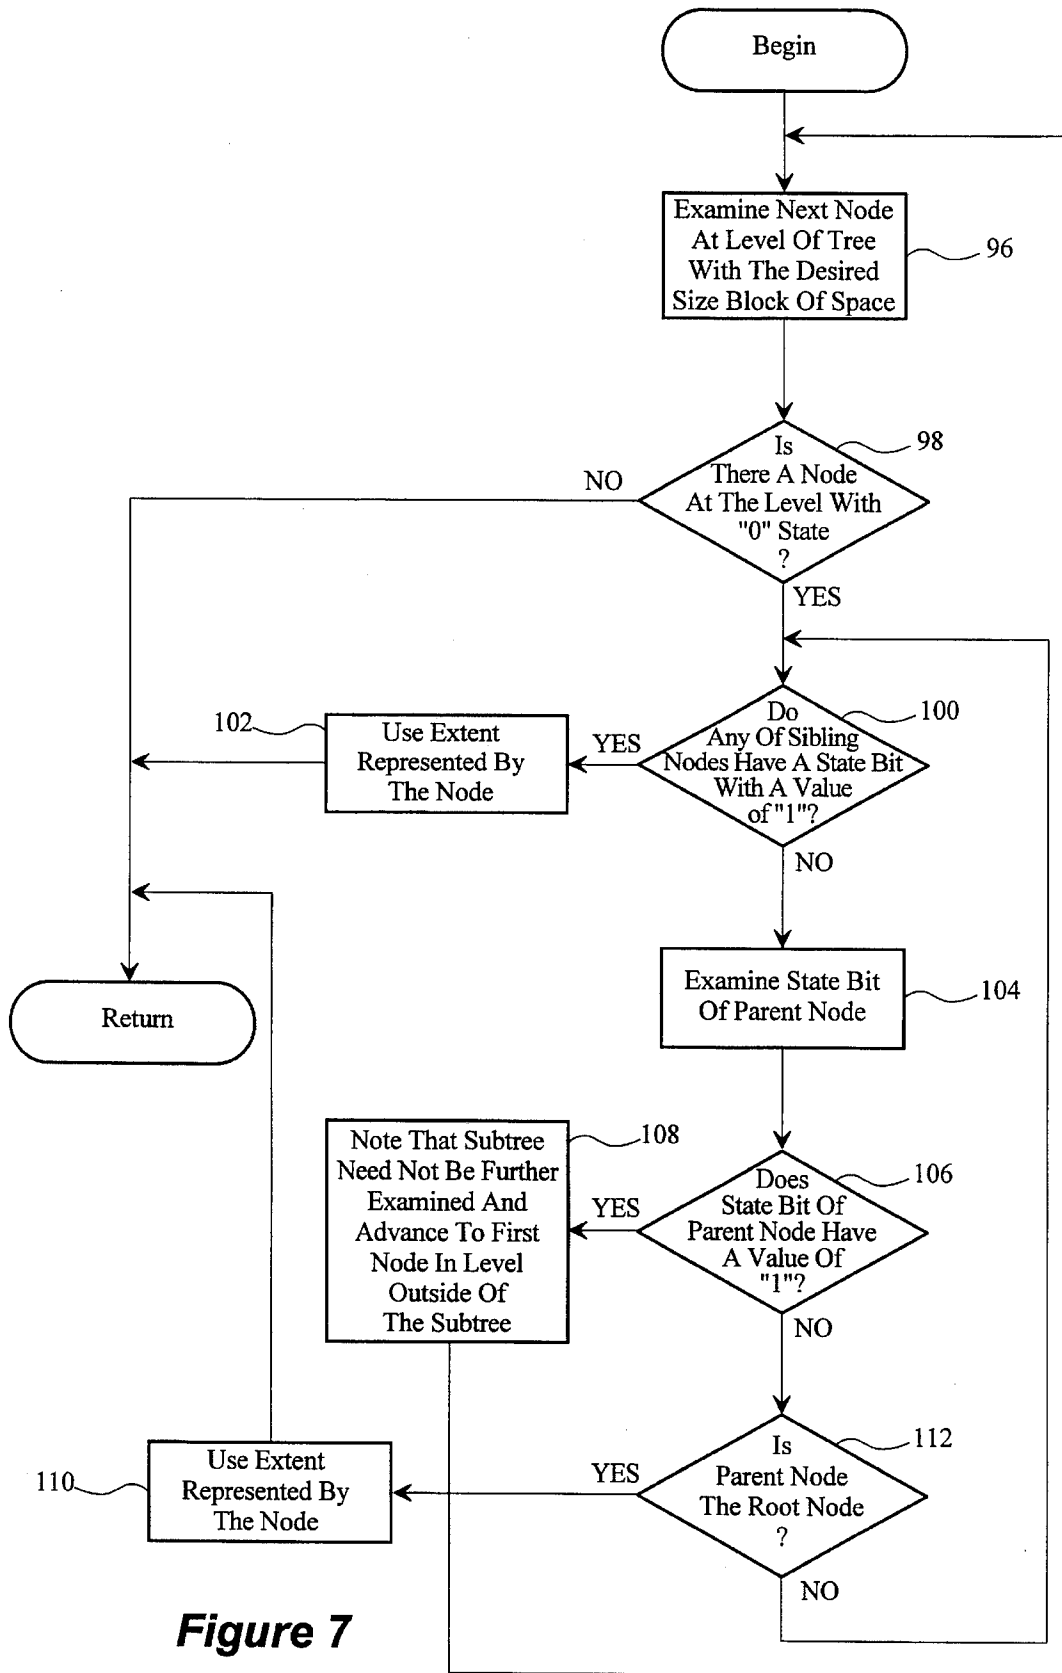 Begin
Examine Next Node
At Level Of Tree
With The Desired
Size Block Of Space
96
Is
There A Node
At The Level With
"0" State
?
98
NO
YES
Do
Any Of Sibling
Nodes Have A State Bit
With A Value
of "1"?
100
YES
102
Use Extent
Represented By
The Node
NO
Examine State Bit
Of Parent Node
104
Return
Does
State Bit Of
Parent Node Have
A Value Of
"1"?
106
YES
108
Note That Subtree
Need Not Be Further
Examined And
Advance To First
Node In Level
Outside Of
The Subtree
NO
Is
Parent Node
The Root Node
?
112
YES
110
Use Extent
Represented By
The Node
NO
Figure 7